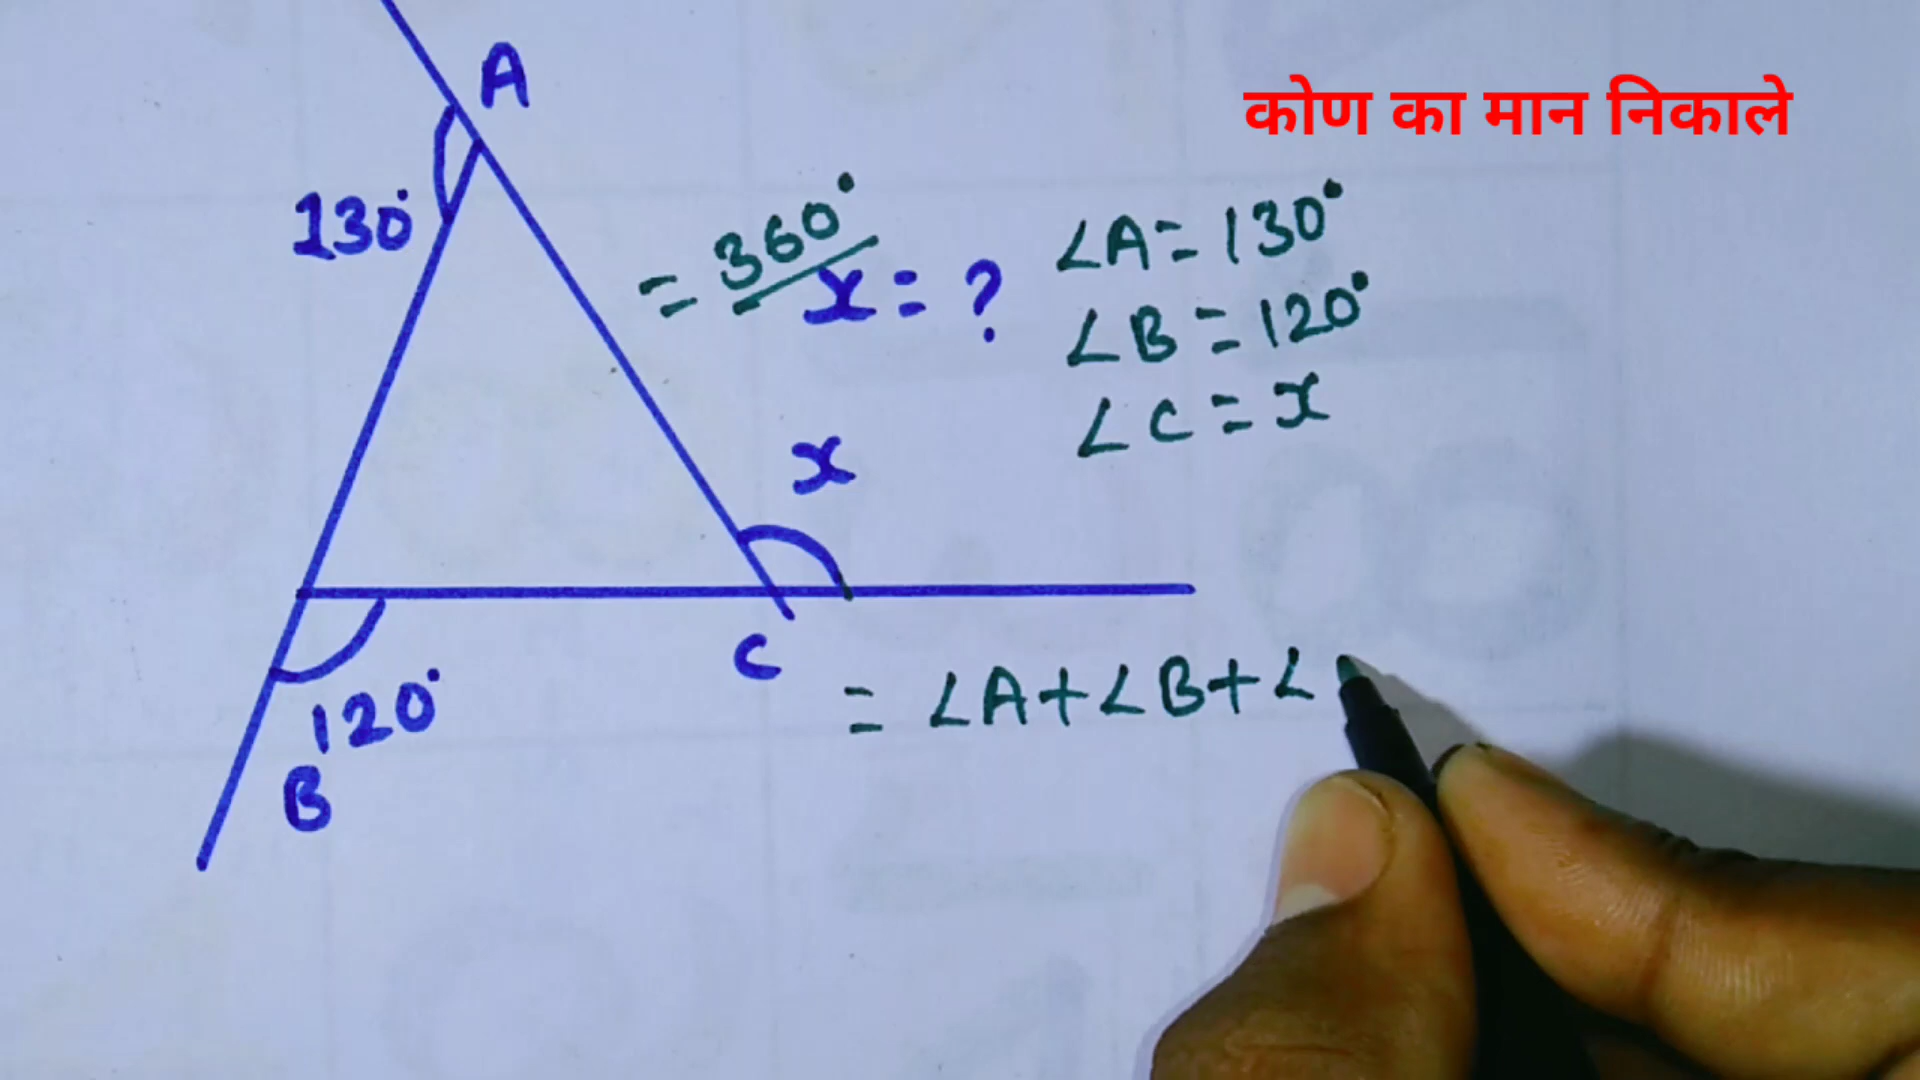 A
कोण का मान निकाले
130°
= 360°
x = ?
∠A = 130°
∠B = 120°
∠C = x
x
C
120°
B
= ∠A + ∠B + ∠